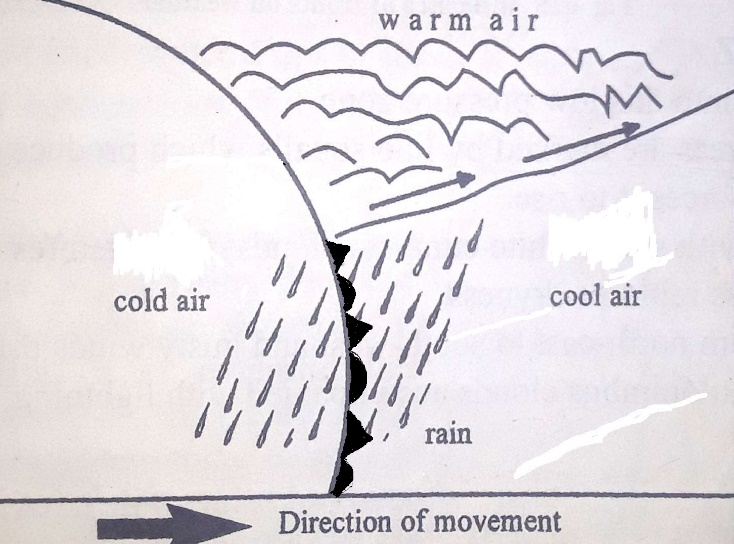 warm air
cold air
cool air
rain
Direction of movement